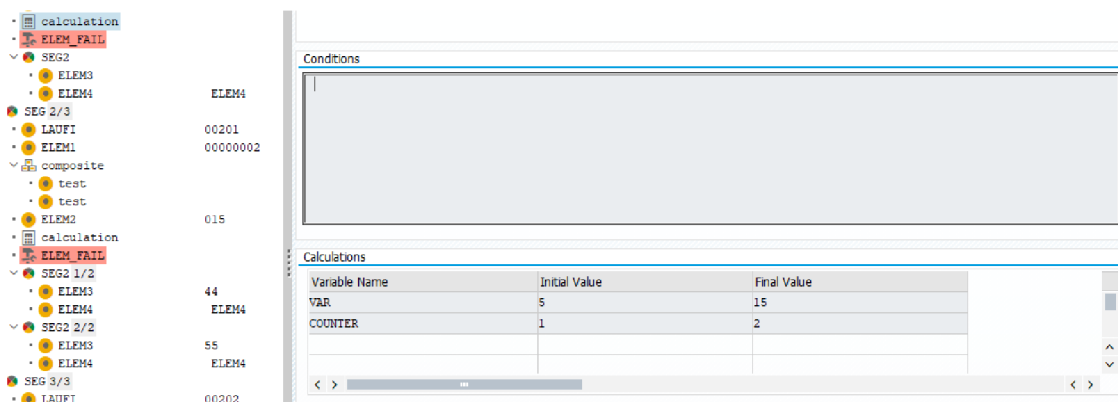 calculation
ELEM_FAIL
SEG2
ELEM3
ELEM4 ELEM4
SEG 2/3
LAUFI 00201
ELEM1 00000002
composite
test
test
ELEM2 015
calculation
ELEM_FAIL
SEG2 1/2
ELEM3 44
ELEM4 ELEM4
SEG2 2/2
ELEM3 55
ELEM4 ELEM4
SEG 3/3
LAUFI 00202
Conditions
Calculations
Variable Name Initial Value Final Value
VAR 5 15
COUNTER 1 2